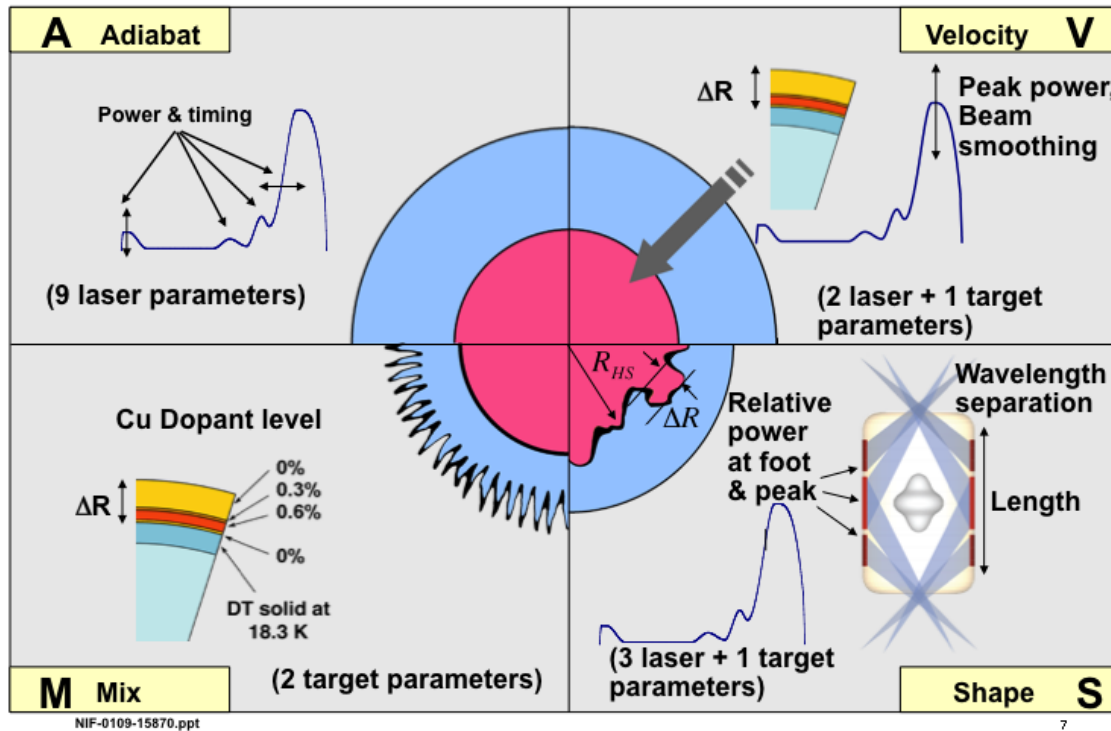 A Adiabat
Power & timing
(9 laser parameters)
Velocity V
ΔR
Peak power,
Beam
smoothing
(2 laser + 1 target
parameters)
Cu Dopant level
ΔR
0%
0.3%
0.6%
0%
DT solid at
18.3 K
(2 target parameters)
M Mix
R_HS
ΔR
Relative
power
at foot
& peak
Wavelength
separation
Length
(3 laser + 1 target
parameters)
Shape S
NIF-0109-15870.ppt
7